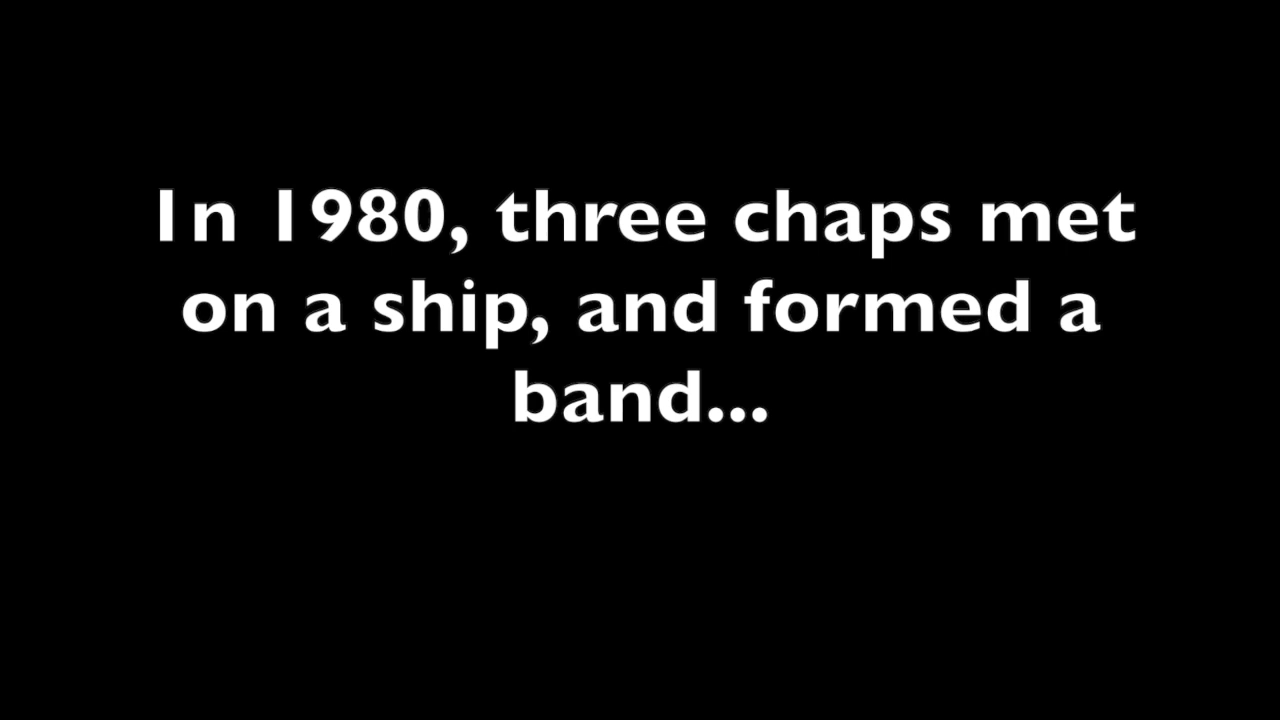 In 1980, three chaps met
on a ship, and formed a
band...